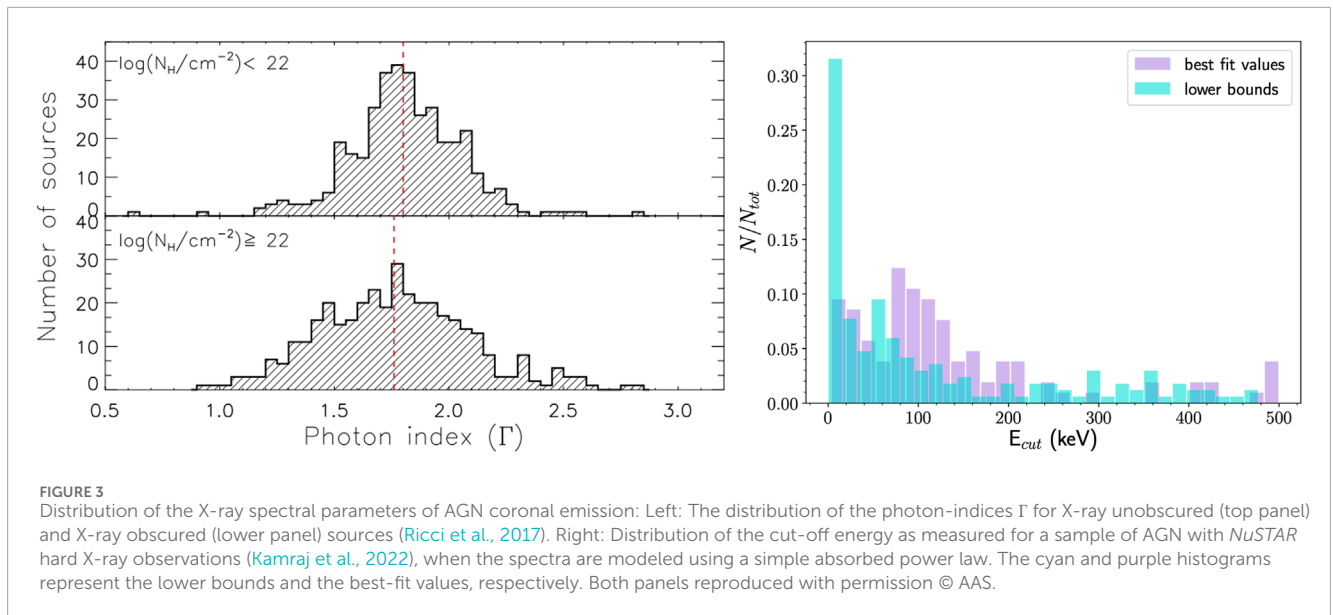 log(N_H/cm⁻²) < 22
40
30
20
10
0
Number of sources
log(N_H/cm⁻²) ≧ 22
40
30
20
10
0
0.5 1.0 1.5 2.0 2.5 3.0
Photon index (Γ)
best fit values
lower bounds
0.30
0.25
0.20
0.15
0.10
0.05
0.00
N/N_tot
0 100 200 300 400 500
E_cut (keV)
FIGURE 3
Distribution of the X-ray spectral parameters of AGN coronal emission: Left: The distribution of the photon-indices Γ for X-ray unobscured (top panel)
and X-ray obscured (lower panel) sources (Ricci et al., 2017). Right: Distribution of the cut-off energy as measured for a sample of AGN with NuSTAR
hard X-ray observations (Kamraj et al., 2022), when the spectra are modeled using a simple absorbed power law. The cyan and purple histograms
represent the lower bounds and the best-fit values, respectively. Both panels reproduced with permission © AAS.